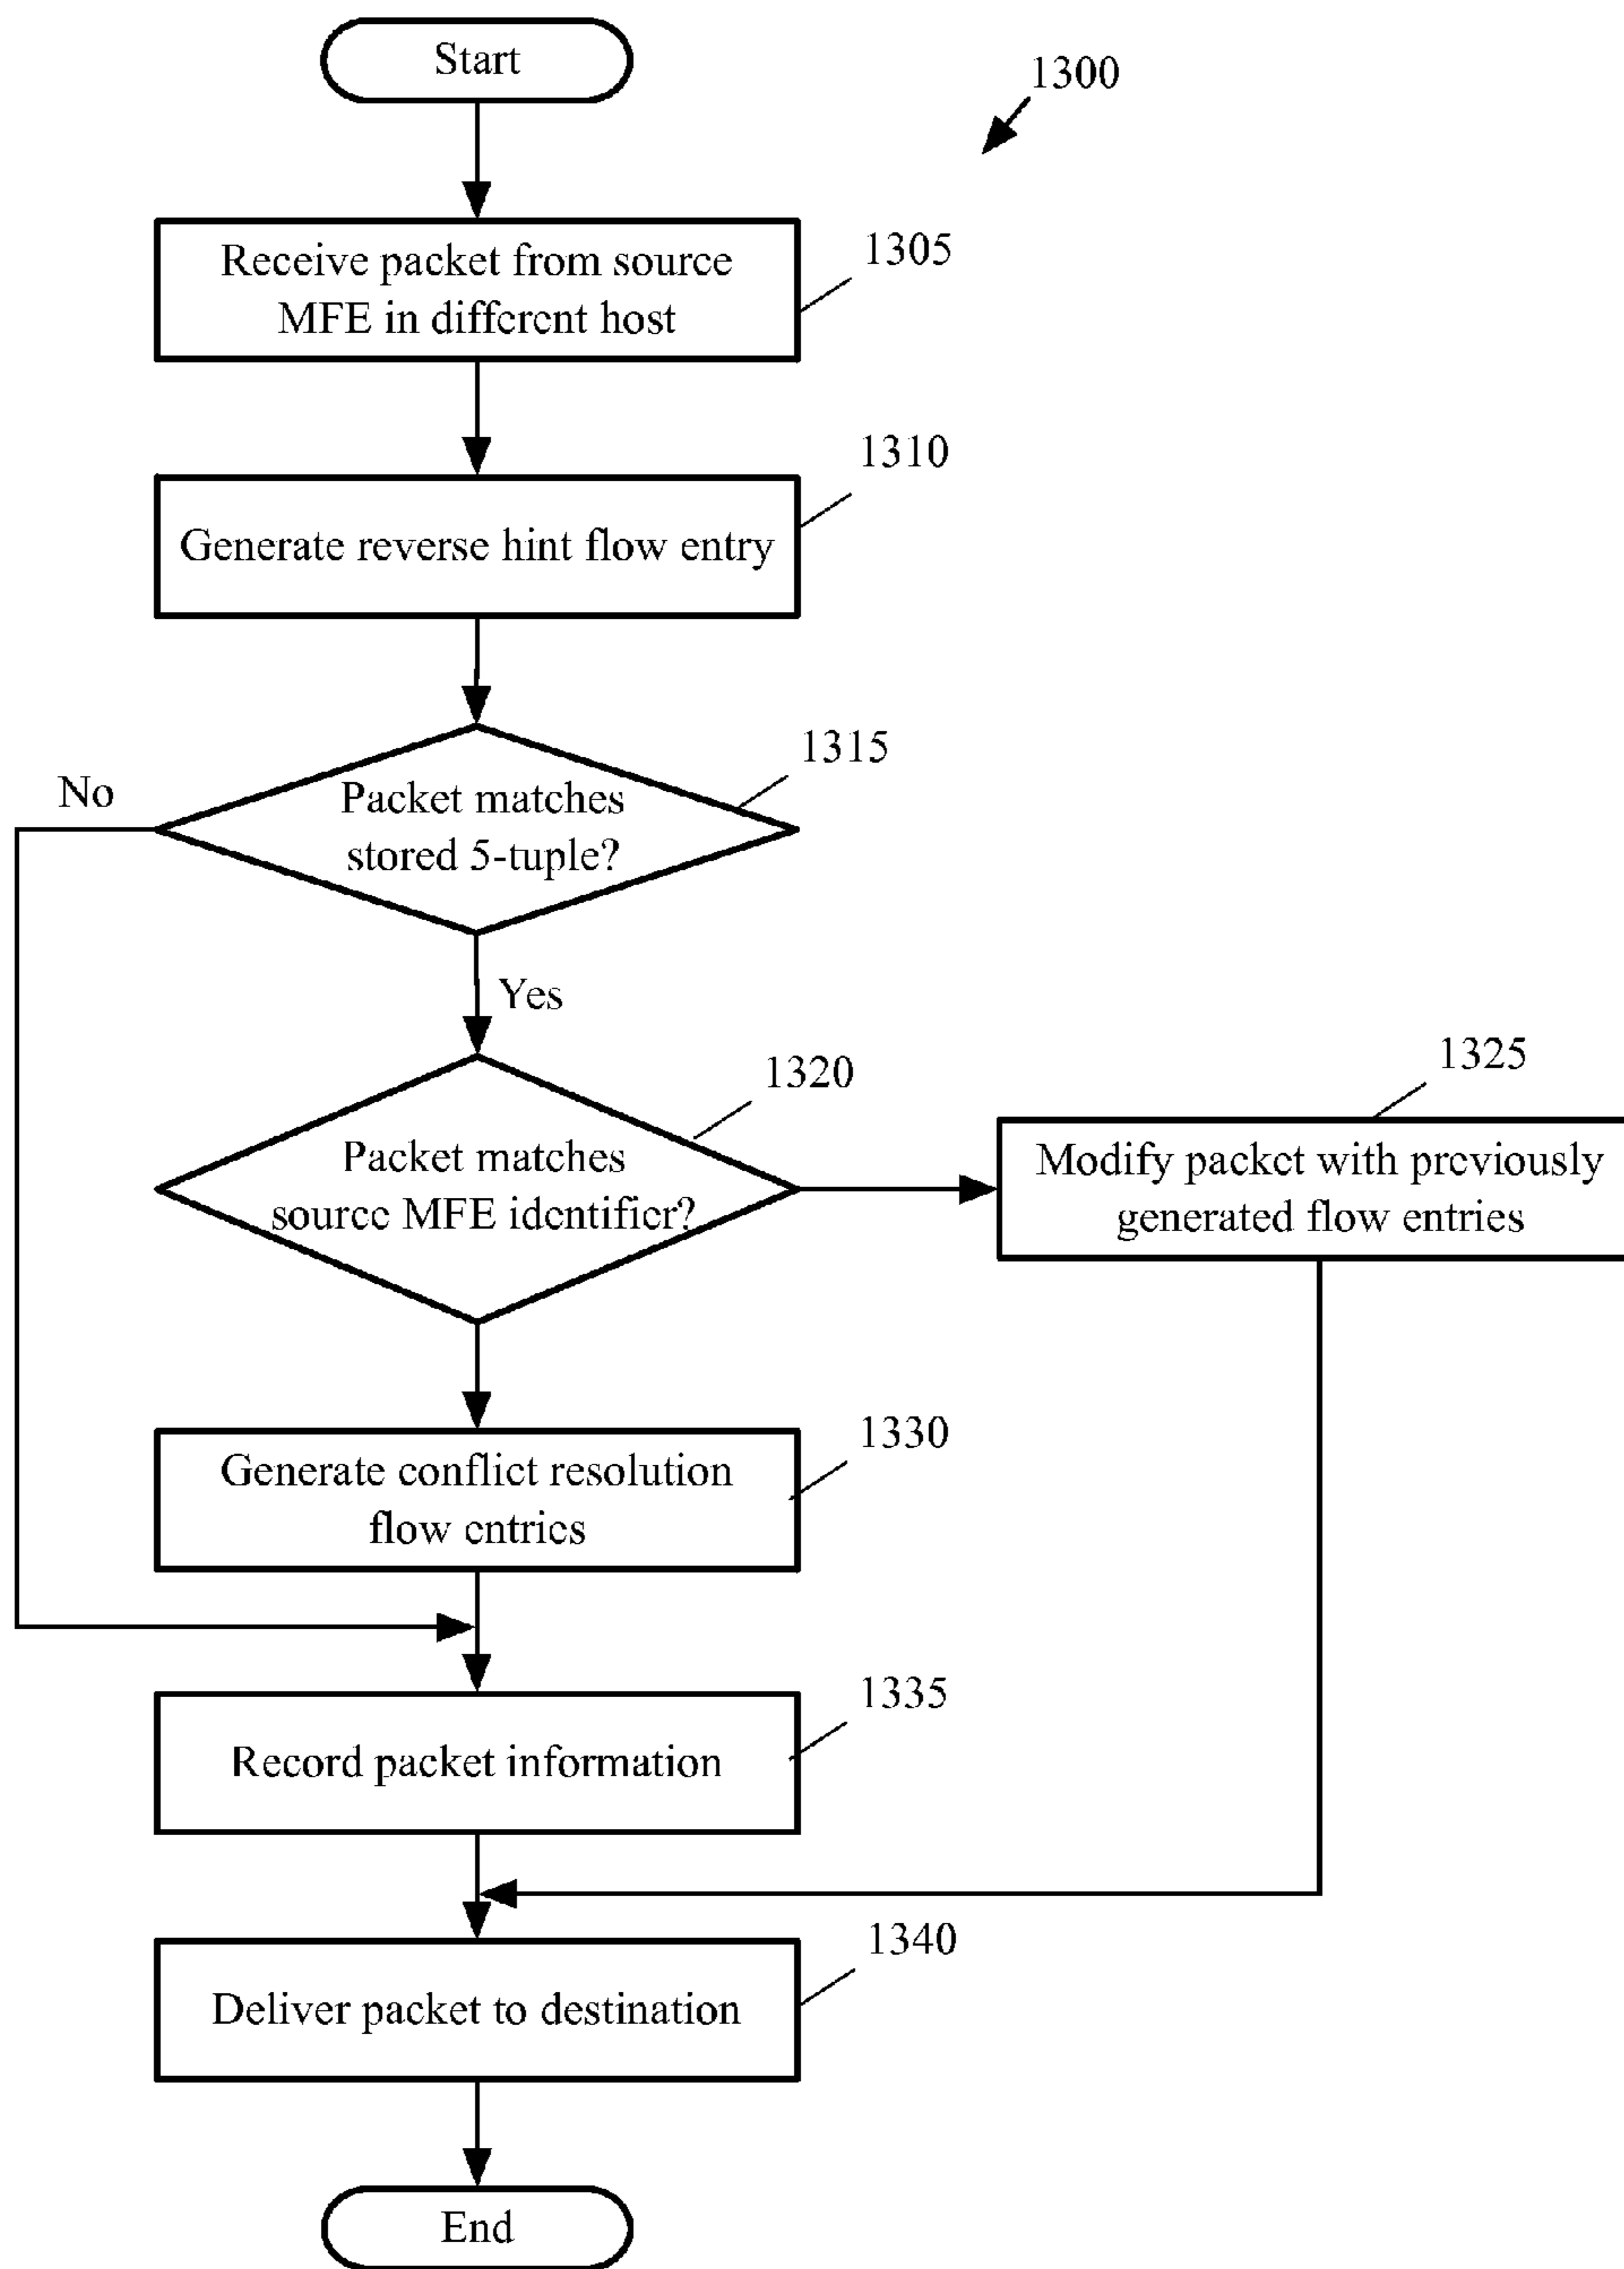 Start
1300
Receive packet from source
MFE in different host
1305
1310
Generate reverse hint flow entry
1315
No
Packet matches
stored 5-tuple?
Yes
1320
1325
Packet matches
source MFE identifier?
Modify packet with previously
generated flow entries
1330
Generate conflict resolution
flow entries
1335
Record packet information
1340
Deliver packet to destination
End